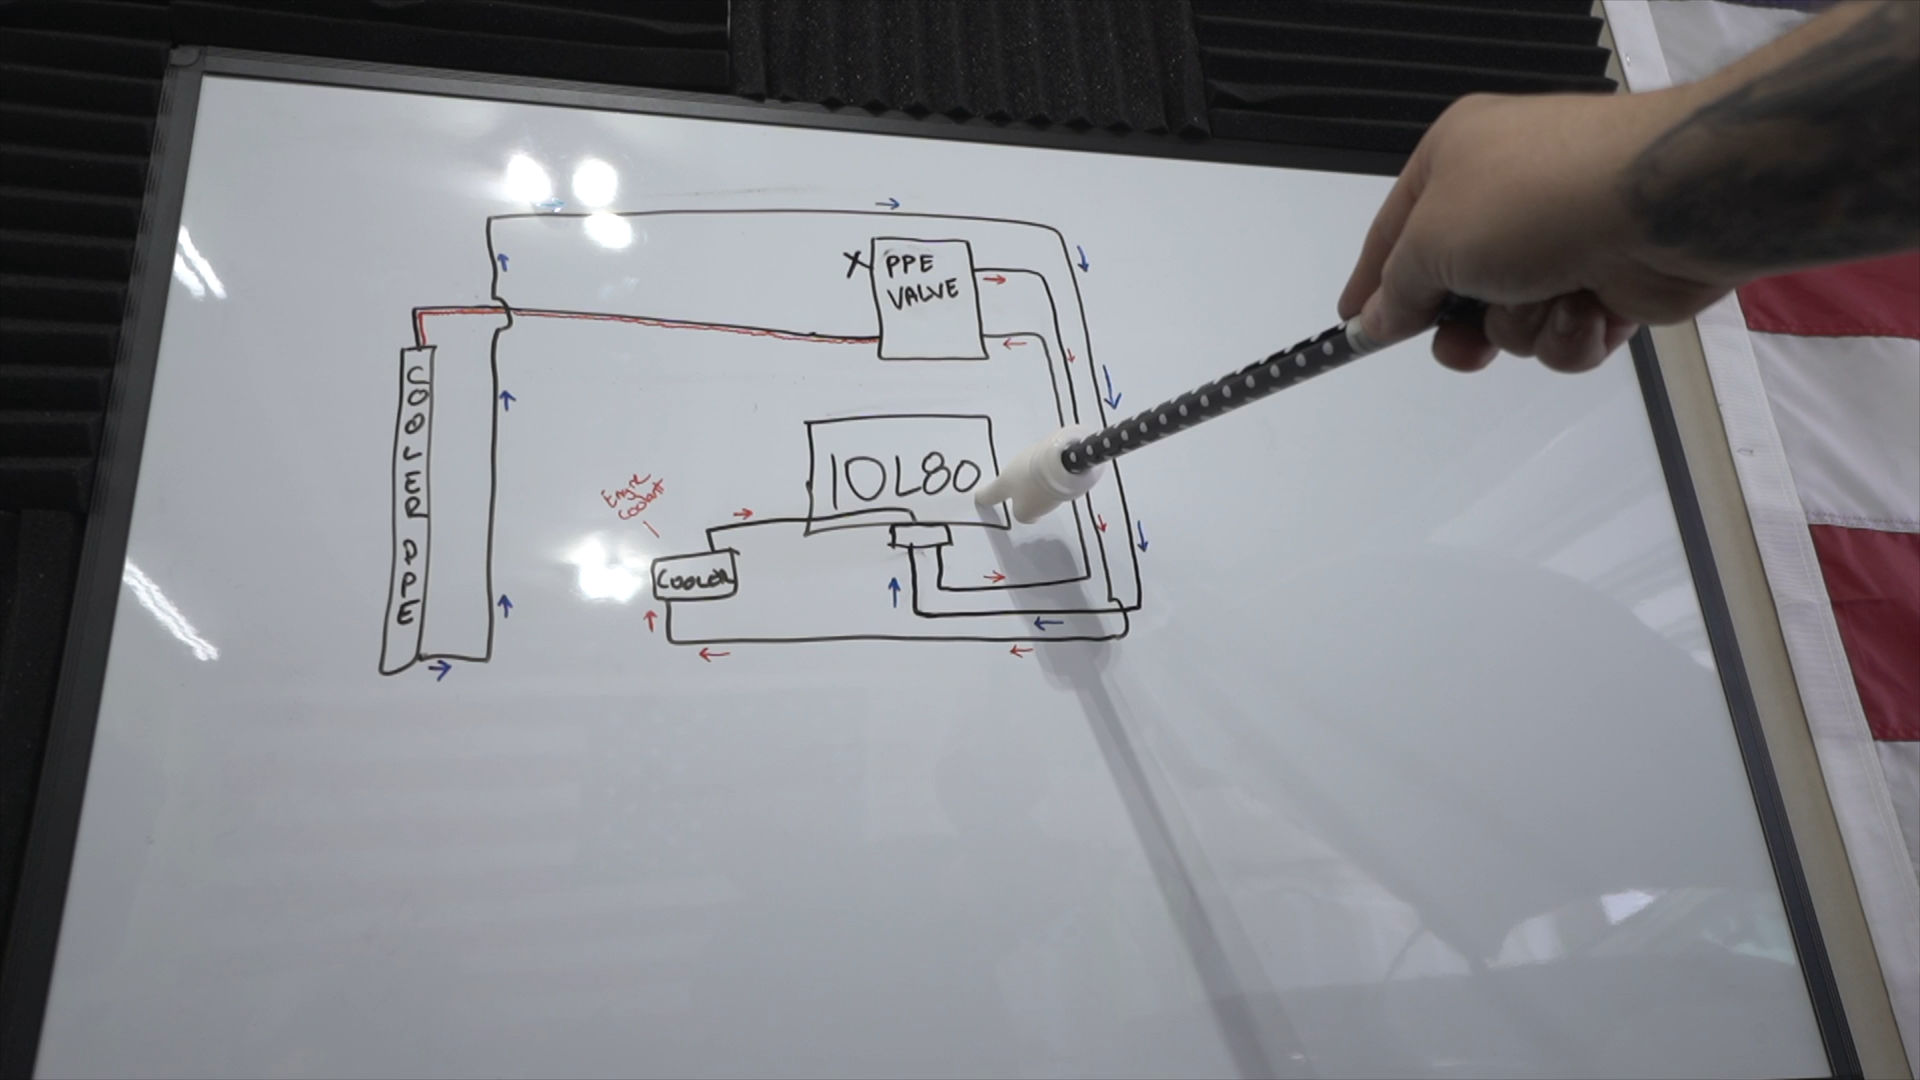 X
PPE
VALVE
COOLER PPE
10L80
Engine
Coolant
COOLER